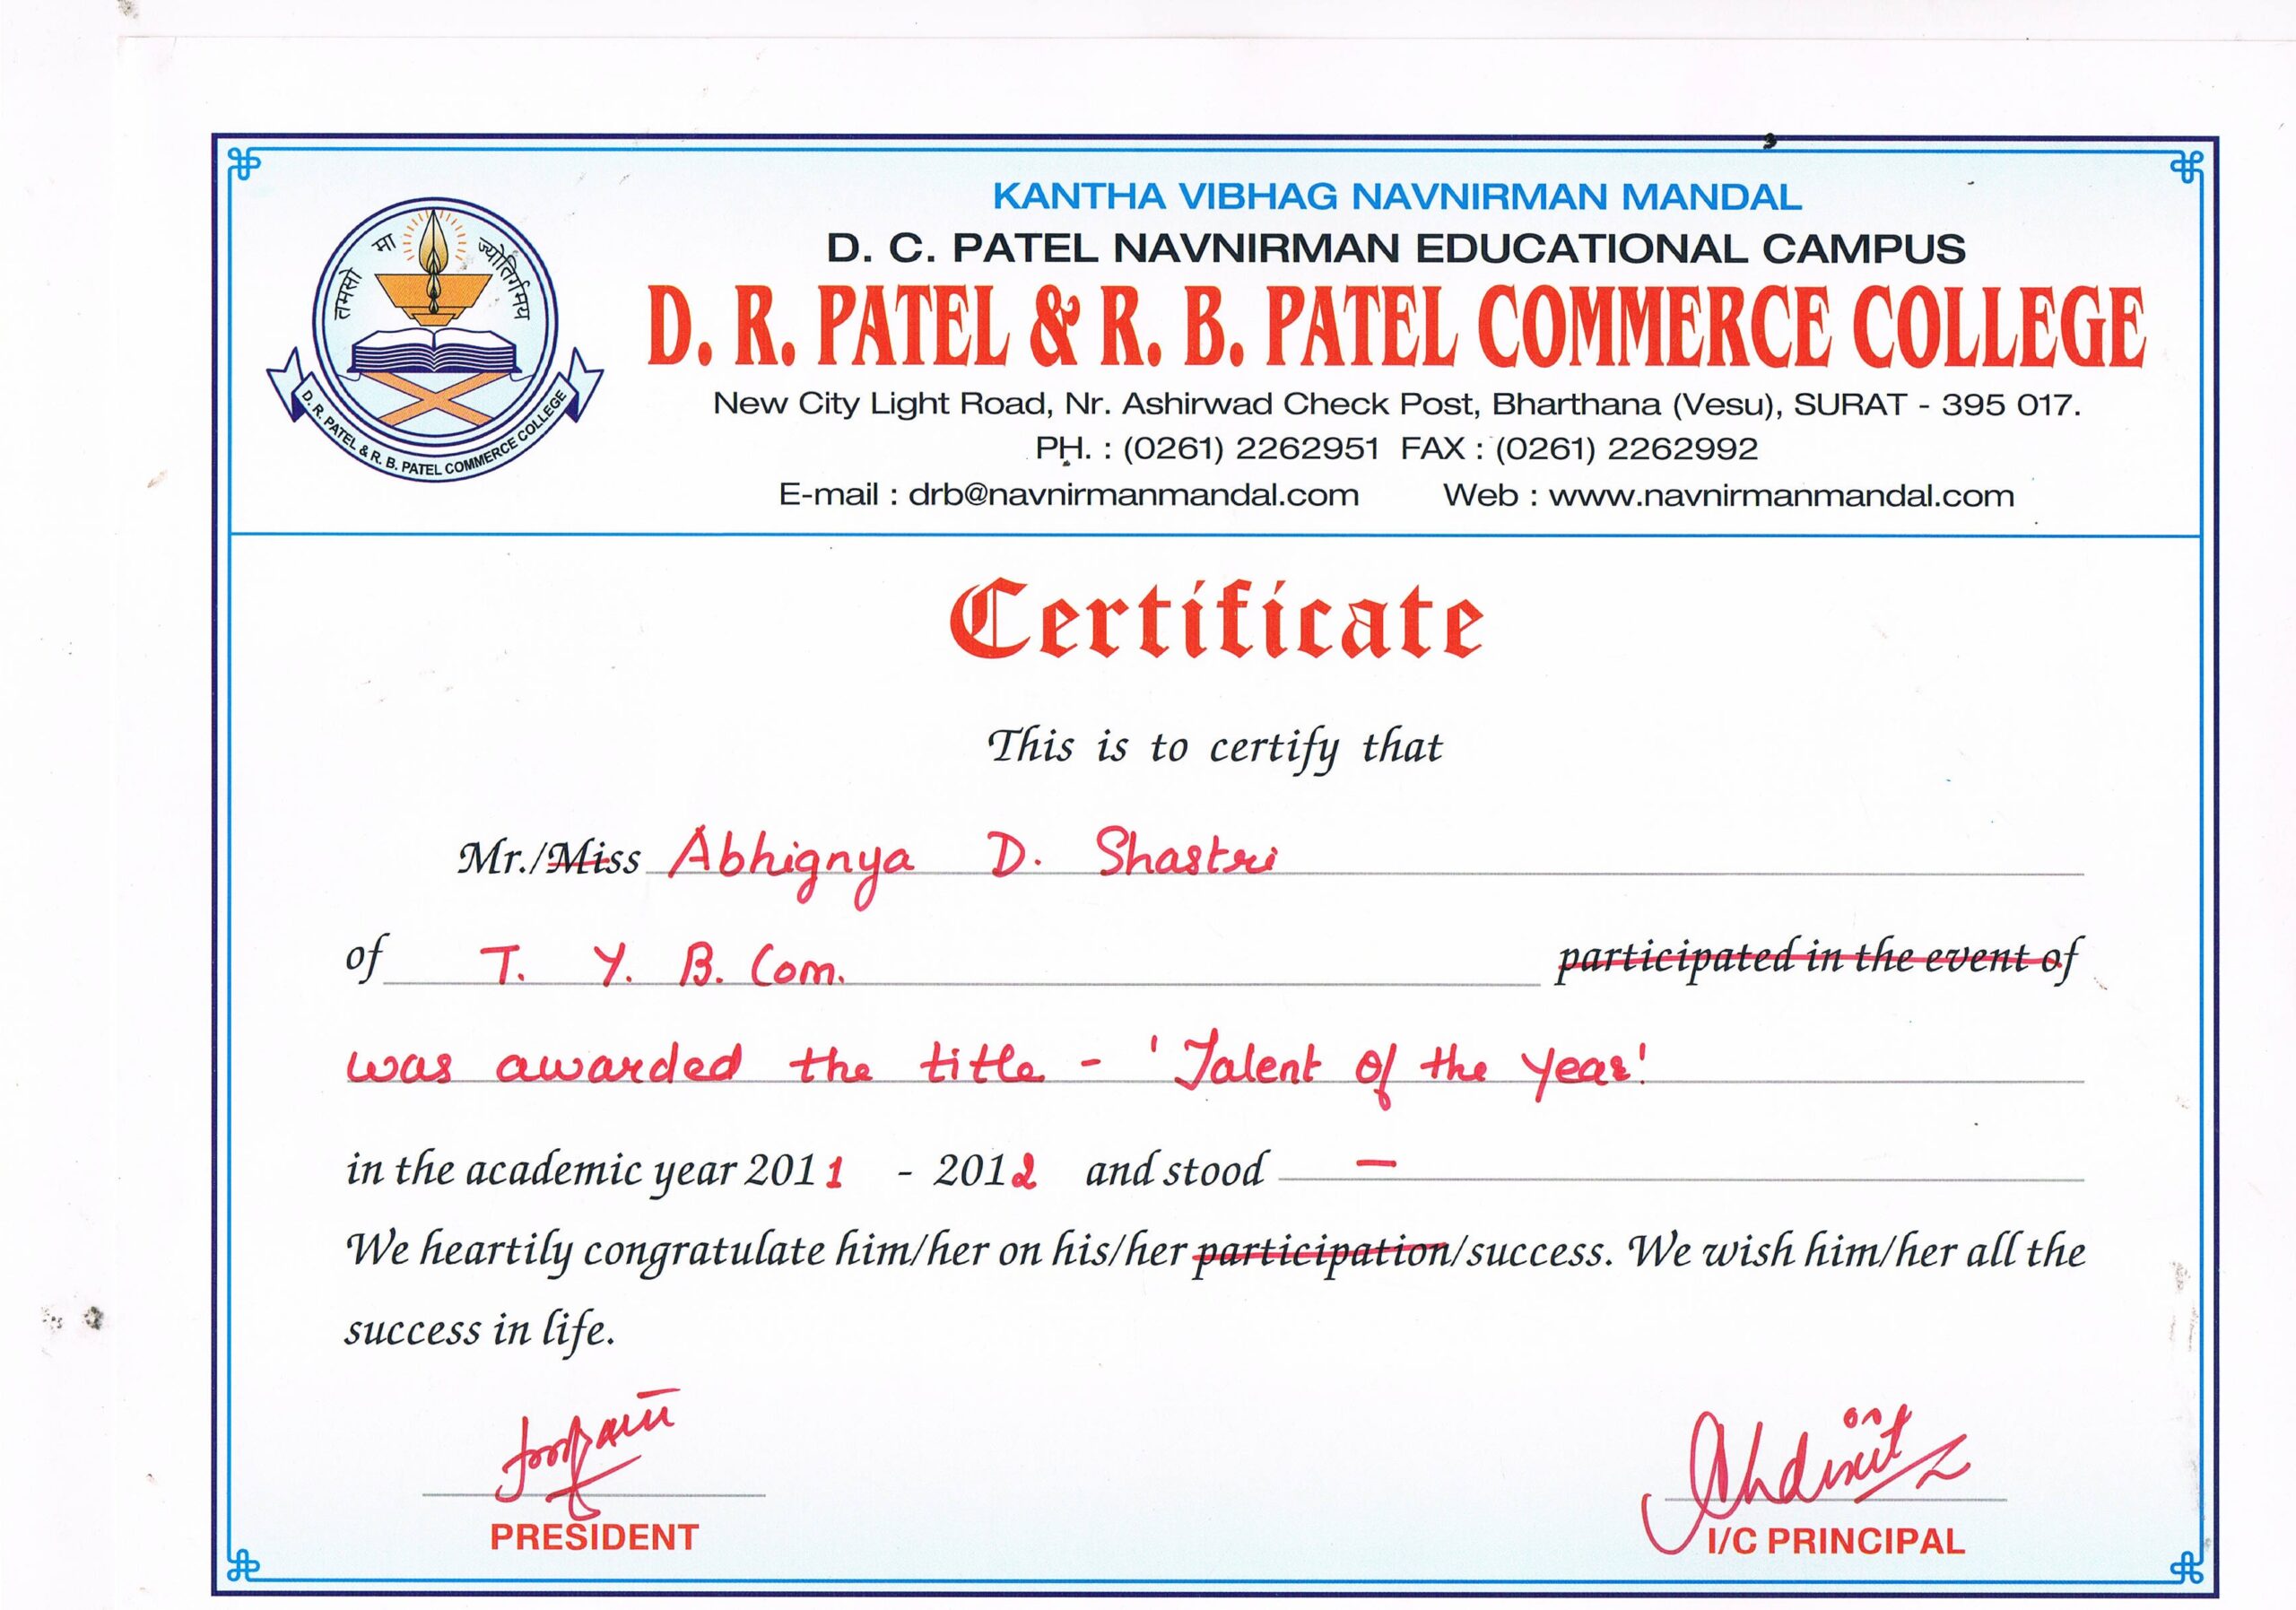 KANTHA VIBHAG NAVNIRMAN MANDAL
D. C. PATEL NAVNIRMAN EDUCATIONAL CAMPUS
D. R. PATEL & R. B. PATEL COMMERCE COLLEGE
New City Light Road, Nr. Ashirwad Check Post, Bharthana (Vesu), SURAT - 395 017.
PH. : (0261) 2262951 FAX : (0261) 2262992
E-mail : drb@navnirmanmandal.com Web : www.navnirmanmandal.com
तमसो मा ज्योतिर्गमय
D. R. PATEL & R. B. PATEL COMMERCE COLLEGE
Certificate
This is to certify that
Mr./Miss Abhignya D. Shastri
of T. Y. B. Com. participated in the event of
was awarded the title - 'Talent of the Year'
in the academic year 2011 - 2012 and stood —
We heartily congratulate him/her on his/her participation/success. We wish him/her all the
success in life.
PRESIDENT
I/C PRINCIPAL